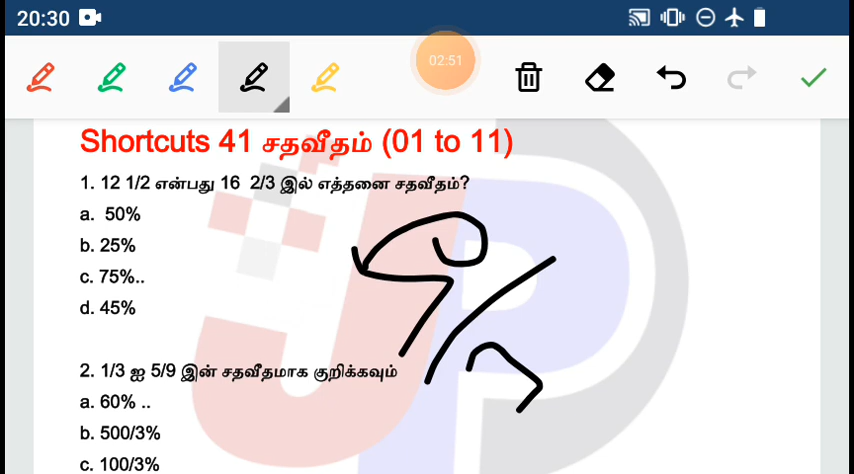 20:30
02:51
Shortcuts 41 சதவீதம் (01 to 11)
1. 12 1/2 என்பது 16  2/3 இல் எத்தனை சதவீதம்?
a.  50%
b. 25%
c. 75%..
d. 45%
2. 1/3 ஐ 5/9 இன் சதவீதமாக குறிக்கவும்
a. 60% ..
b. 500/3%
c. 100/3%